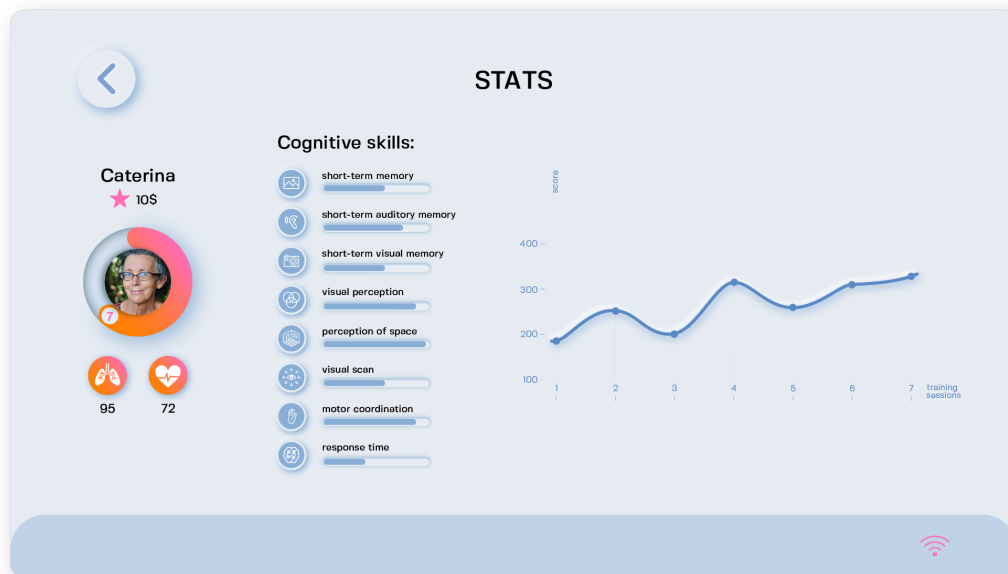 STATS
Caterina
10$
7
95
72
Cognitive skills:
short-term memory
short-term auditory memory
short-term visual memory
visual perception
perception of space
visual scan
motor coordination
response time
score
400
300
200
100
1 2 3 4 5 6 7
training
sessions